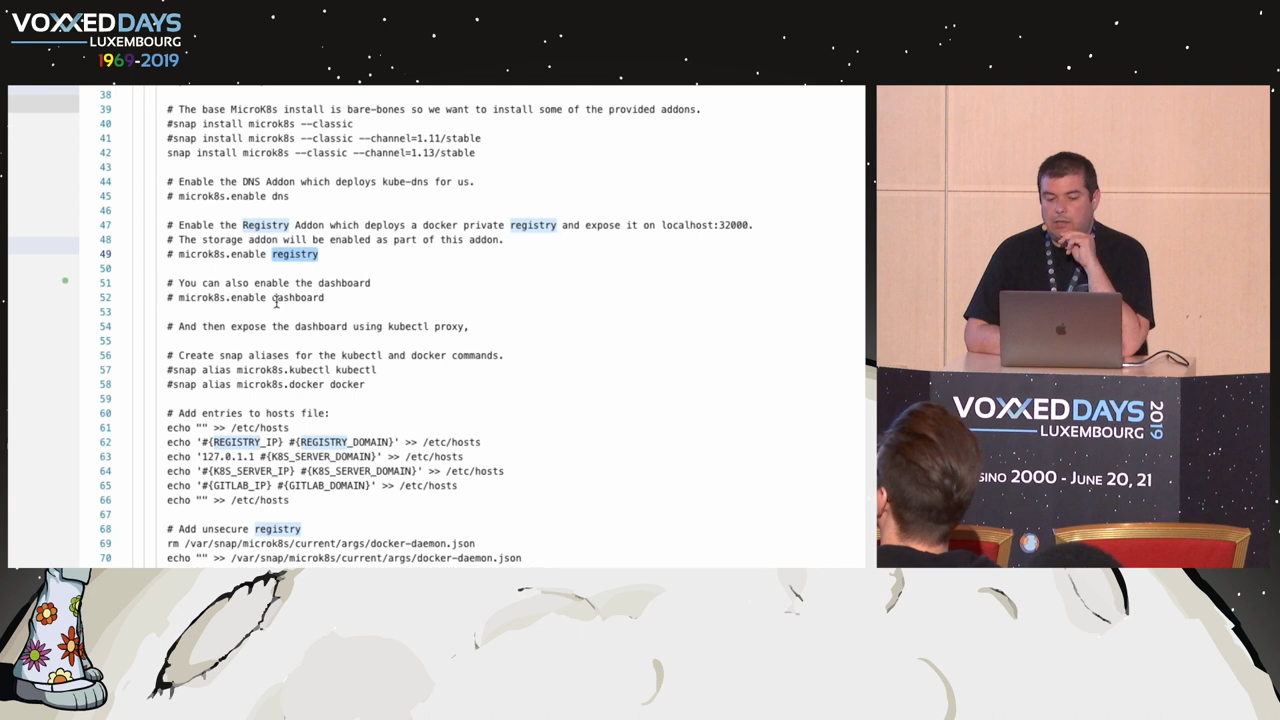 VOXXED DAYS
LUXEMBOURG
1969-2019
38
39 # The base MicroK8s install is bare-bones so we want to install some of the provided addons.
40 #snap install microk8s --classic
41 #snap install microk8s --classic --channel=1.11/stable
42 snap install microk8s --classic --channel=1.13/stable
43
44 # Enable the DNS Addon which deploys kube-dns for us.
45 # microk8s.enable dns
46
47 # Enable the Registry Addon which deploys a docker private registry and expose it on localhost:32000.
48 # The storage addon will be enabled as part of this addon.
49 # microk8s.enable registry
50
51 # You can also enable the dashboard
52 # microk8s.enable dashboard
53
54 # And then expose the dashboard using kubectl proxy,
55
56 # Create snap aliases for the kubectl and docker commands.
57 #snap alias microk8s.kubectl kubectl
58 #snap alias microk8s.docker docker
59
60 # Add entries to hosts file:
61 echo "" >> /etc/hosts
62 echo '#{REGISTRY_IP} #{REGISTRY_DOMAIN}' >> /etc/hosts
63 echo '127.0.1.1 #{K8S_SERVER_DOMAIN}' >> /etc/hosts
64 echo '#{K8S_SERVER_IP} #{K8S_SERVER_DOMAIN}' >> /etc/hosts
65 echo '#{GITLAB_IP} #{GITLAB_DOMAIN}' >> /etc/hosts
66 echo "" >> /etc/hosts
67
68 # Add unsecure registry
69 rm /var/snap/microk8s/current/args/docker-daemon.json
70 echo "" >> /var/snap/microk8s/current/args/docker-daemon.json
VOXXED DAYS 2019
LUXEMBOURG
SINO 2000 - JUNE 20, 21